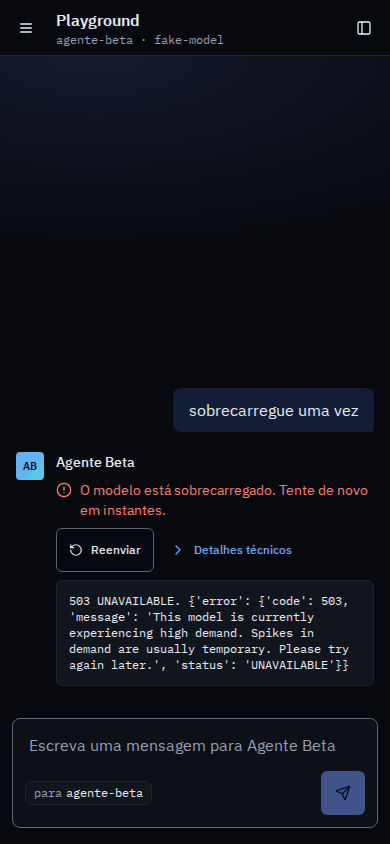 Playground
agente-beta · fake-model
sobrecarregue uma vez
AB
Agente Beta
O modelo está sobrecarregado. Tente de novo
em instantes.
Reenviar
Detalhes técnicos
503 UNAVAILABLE. {'error': {'code': 503,
'message': 'This model is currently
experiencing high demand. Spikes in
demand are usually temporary. Please try
again later.', 'status': 'UNAVAILABLE'}}
Escreva uma mensagem para Agente Beta
para agente-beta